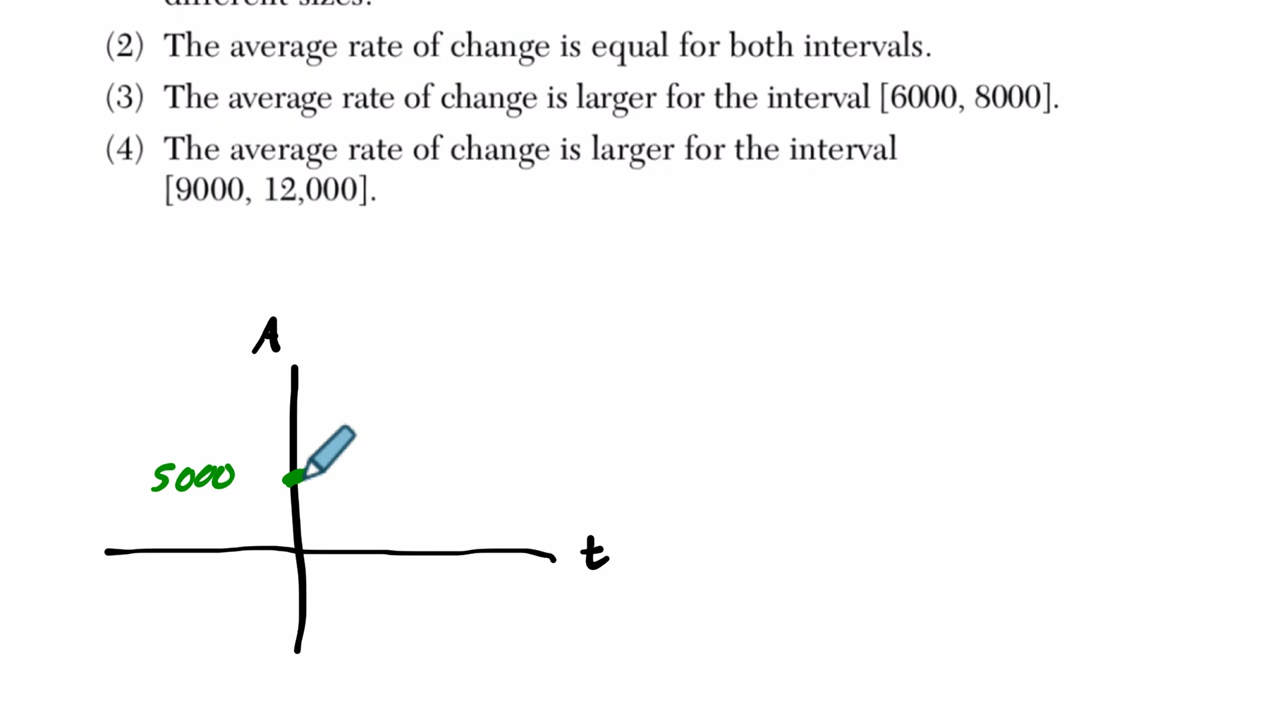 different sizes.
(2) The average rate of change is equal for both intervals.
(3) The average rate of change is larger for the interval [6000, 8000].
(4) The average rate of change is larger for the interval
[9000, 12,000].
A
5000
t